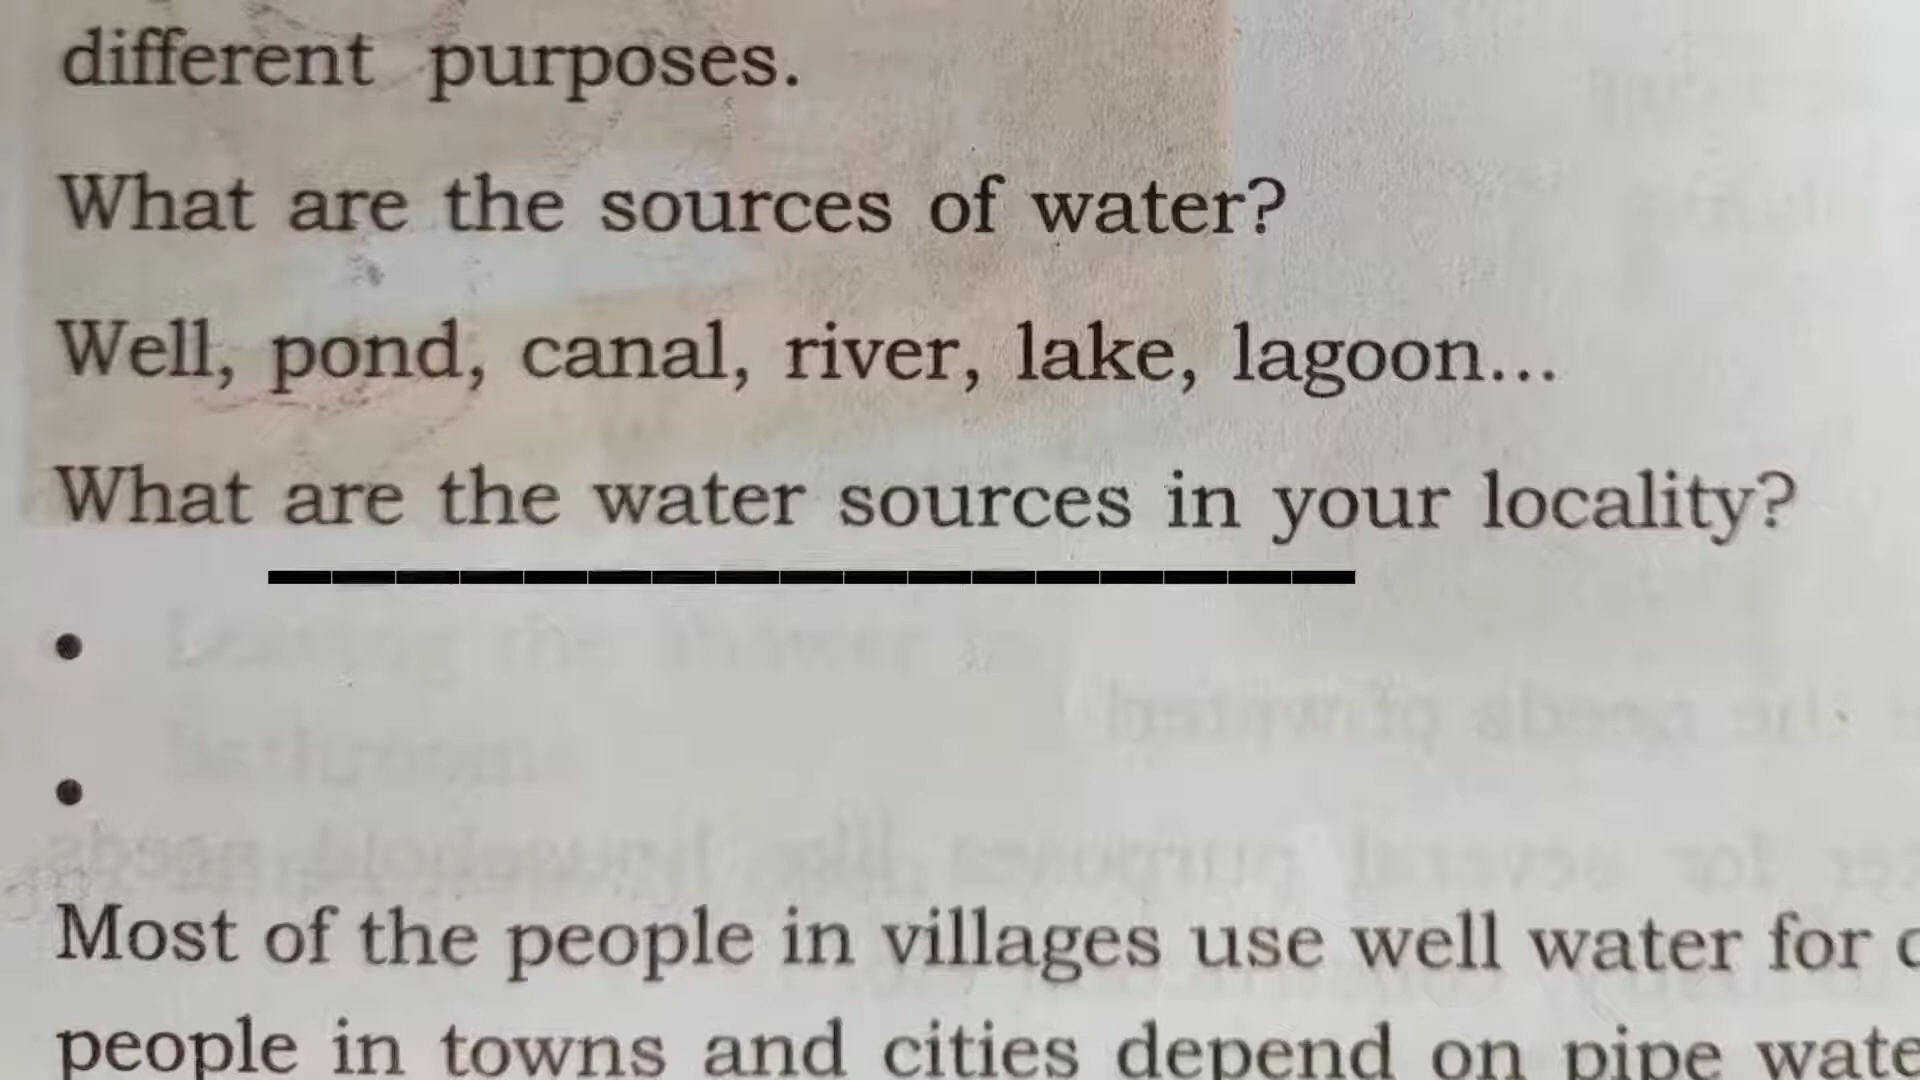 different purposes.
What are the sources of water?
Well, pond, canal, river, lake, lagoon...
What are the water sources in your locality?
•
•
Most of the people in villages use well water for
people in towns and cities depend on pipe